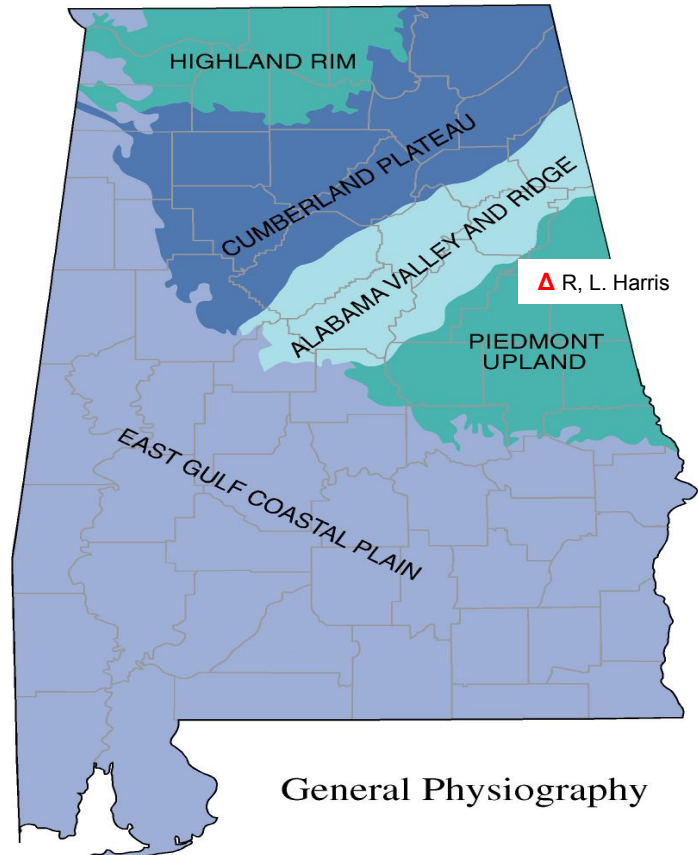 HIGHLAND RIM
CUMBERLAND PLATEAU
ALABAMA VALLEY AND RIDGE
Δ R, L. Harris
PIEDMONT
UPLAND
EAST GULF COASTAL PLAIN
General Physiography